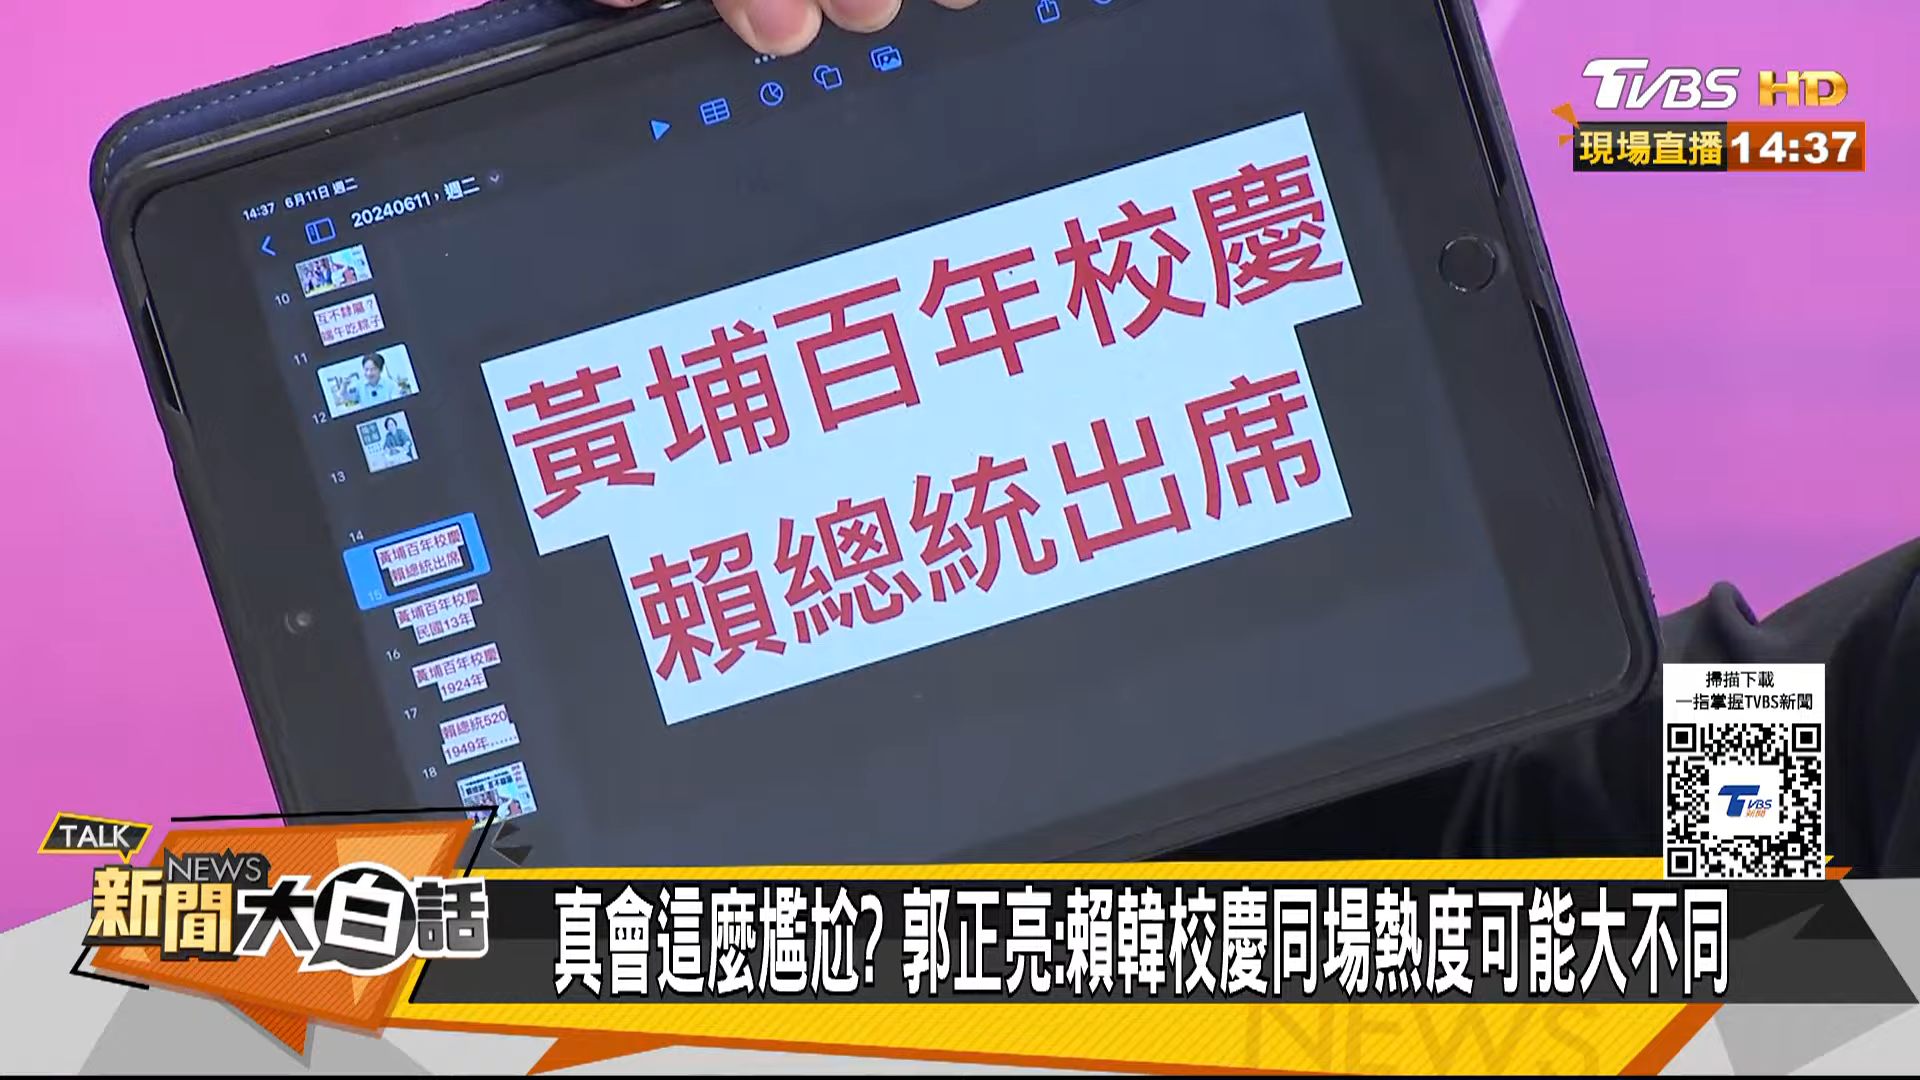 TVBS HD
現場直播 14:37
14:37 6月11日 週二
20240611，週二
黃埔百年校慶
賴總統出席
10
互不隸屬？
端午吃粽子
11
12
13
14
黃埔百年校慶
賴總統出席
15
黃埔百年校慶
民國13年
16
黃埔百年校慶
1924年
17
賴總統520
1949年......
18
掃描下載
一指掌握TVBS新聞
TVBS
新聞
TALK
NEWS
新聞大白話
真會這麼尷尬? 郭正亮:賴韓校慶同場熱度可能大不同
NEWS